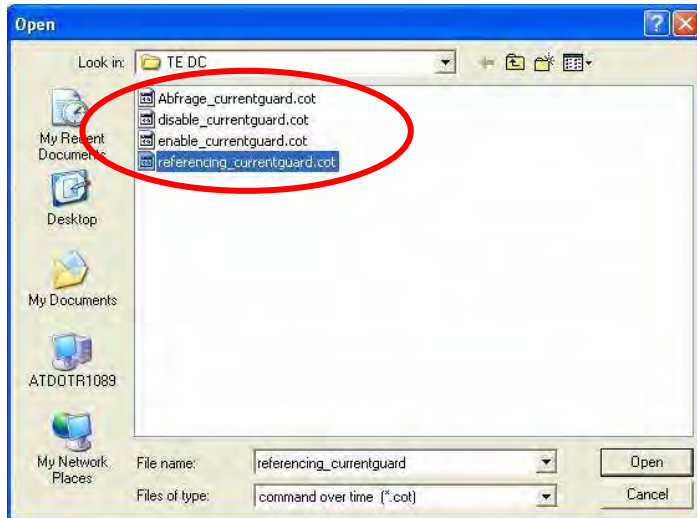 Open
Look in: TE DC
Abfrage_currentguard.cot
disable_currentguard.cot
enable_currentguard.cot
referencing_currentguard.cot
My Recent
Documents
Desktop
My Documents
ATDOTR1089
My Network
Places
File name: referencing_currentguard Open
Files of type: command over time (*.cot) Cancel